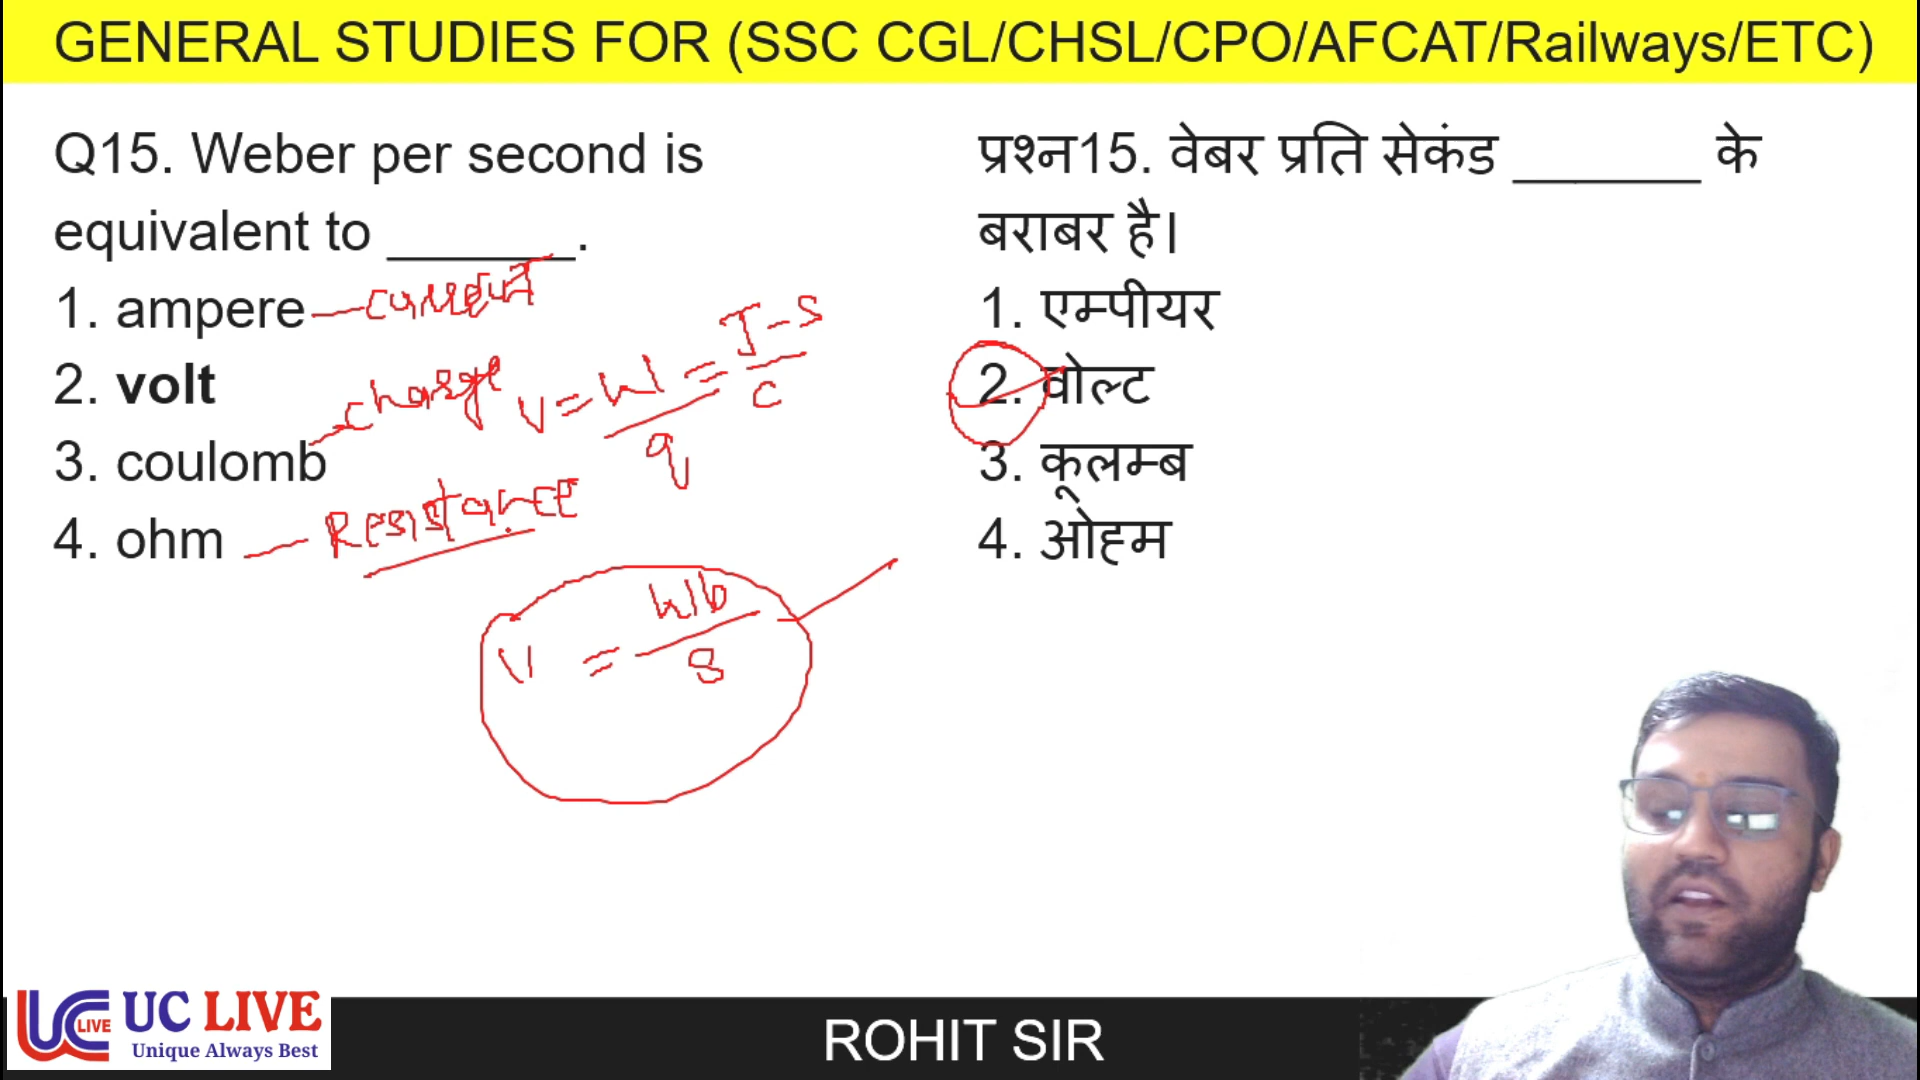 GENERAL STUDIES FOR (SSC CGL/CHSL/CPO/AFCAT/Railways/ETC)
Q15. Weber per second is
equivalent to ______.
1. ampere
2. volt
3. coulomb
4. ohm
current
charge
V = W/q = J-S/C
Resistance
V = Wb/s
प्रश्न15. वेबर प्रति सेकंड ______ के
बराबर है।
1. एम्पीयर
2. वोल्ट
3. कूलम्ब
4. ओह्म
UC LIVE
UC LIVE
Unique Always Best
ROHIT SIR